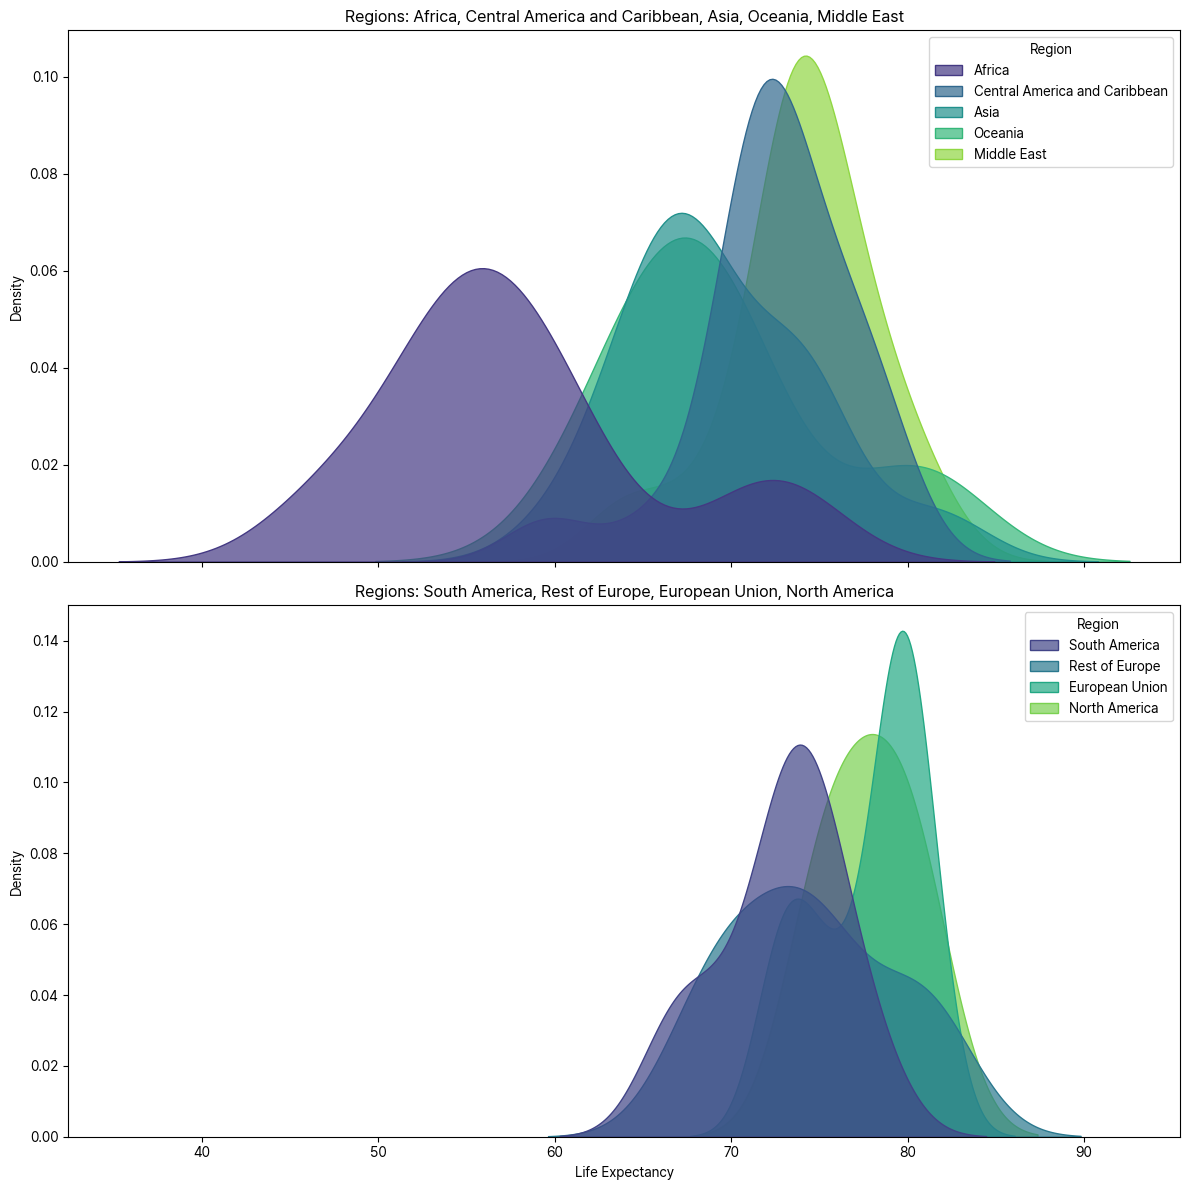 Regions: Africa, Central America and Caribbean, Asia, Oceania, Middle East
Region
Africa
Central America and Caribbean
Asia
Oceania
Middle East
0.10
0.08
0.06
0.04
0.02
0.00
Density
Regions: South America, Rest of Europe, European Union, North America
Region
South America
Rest of Europe
European Union
North America
0.14
0.12
0.10
0.08
0.06
0.04
0.02
0.00
Density
40 50 60 70 80 90
Life Expectancy